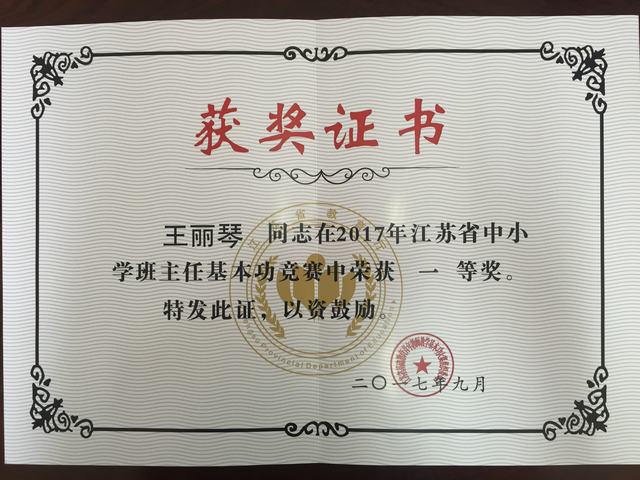 获奖证书
王丽琴 同志在2017年江苏省中小
学班主任基本功竞赛中荣获 一 等奖。
特发此证，以资鼓励。
二〇一七年九月